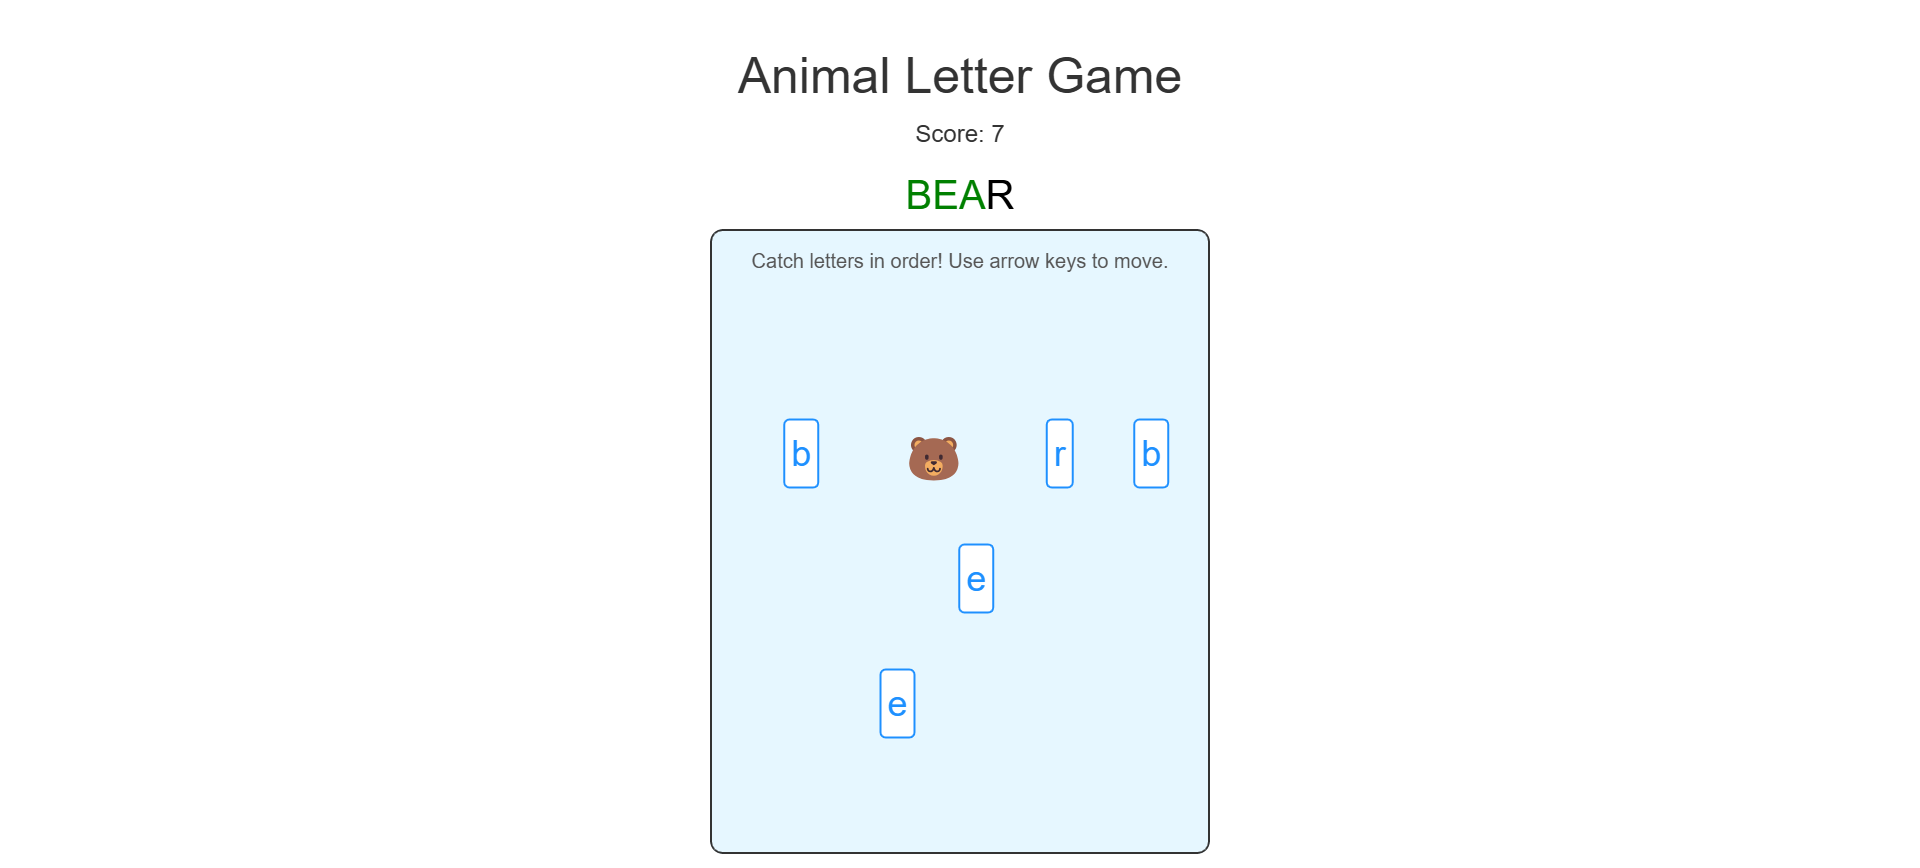 Animal Letter Game
Score: 7
BEAR
Catch letters in order! Use arrow keys to move.
b r b
e
e